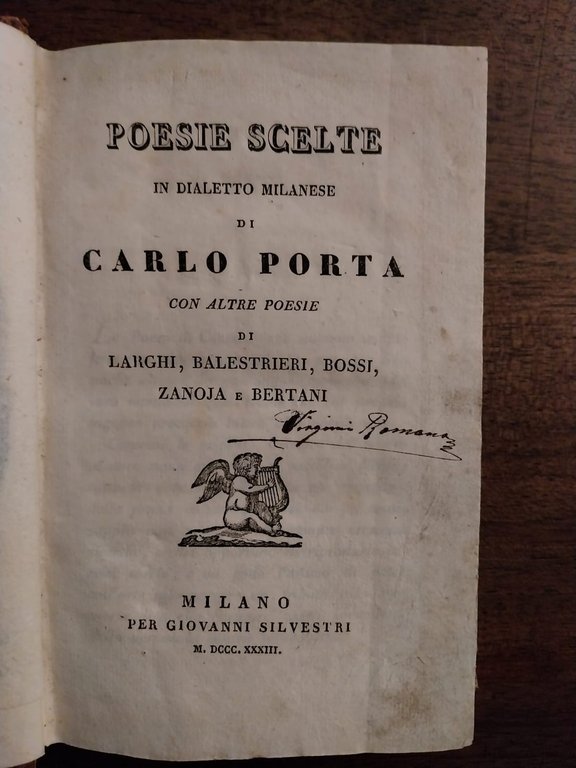 POESIE SCELTE
IN DIALETTO MILANESE
DI
CARLO PORTA
CON ALTRE POESIE
DI
LARGHI, BALESTRIERI, BOSSI,
ZANOJA E BERTANI
Romana
MILANO
PER GIOVANNI SILVESTRI
M. DCCC. XXXIII.